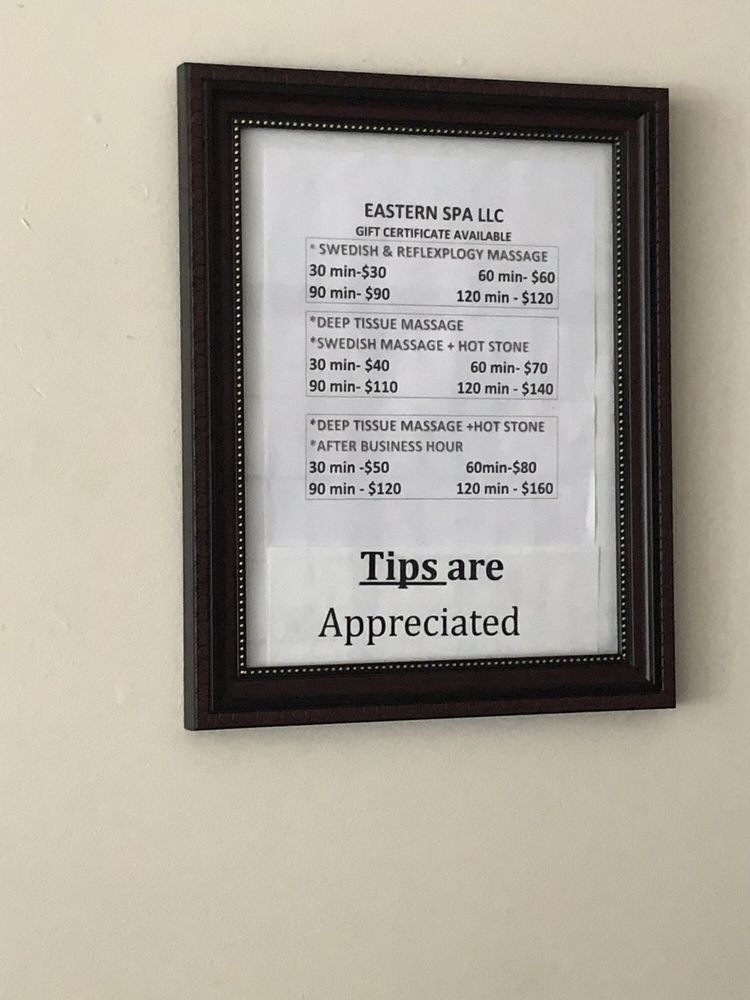 EASTERN SPA LLC
GIFT CERTIFICATE AVAILABLE
* SWEDISH & REFLEXPLOGY MASSAGE
30 min-$30 60 min- $60
90 min- $90 120 min - $120
*DEEP TISSUE MASSAGE
*SWEDISH MASSAGE + HOT STONE
30 min- $40 60 min- $70
90 min- $110 120 min - $140
*DEEP TISSUE MASSAGE +HOT STONE
*AFTER BUSINESS HOUR
30 min -$50 60min-$80
90 min - $120 120 min - $160
Tips are
Appreciated